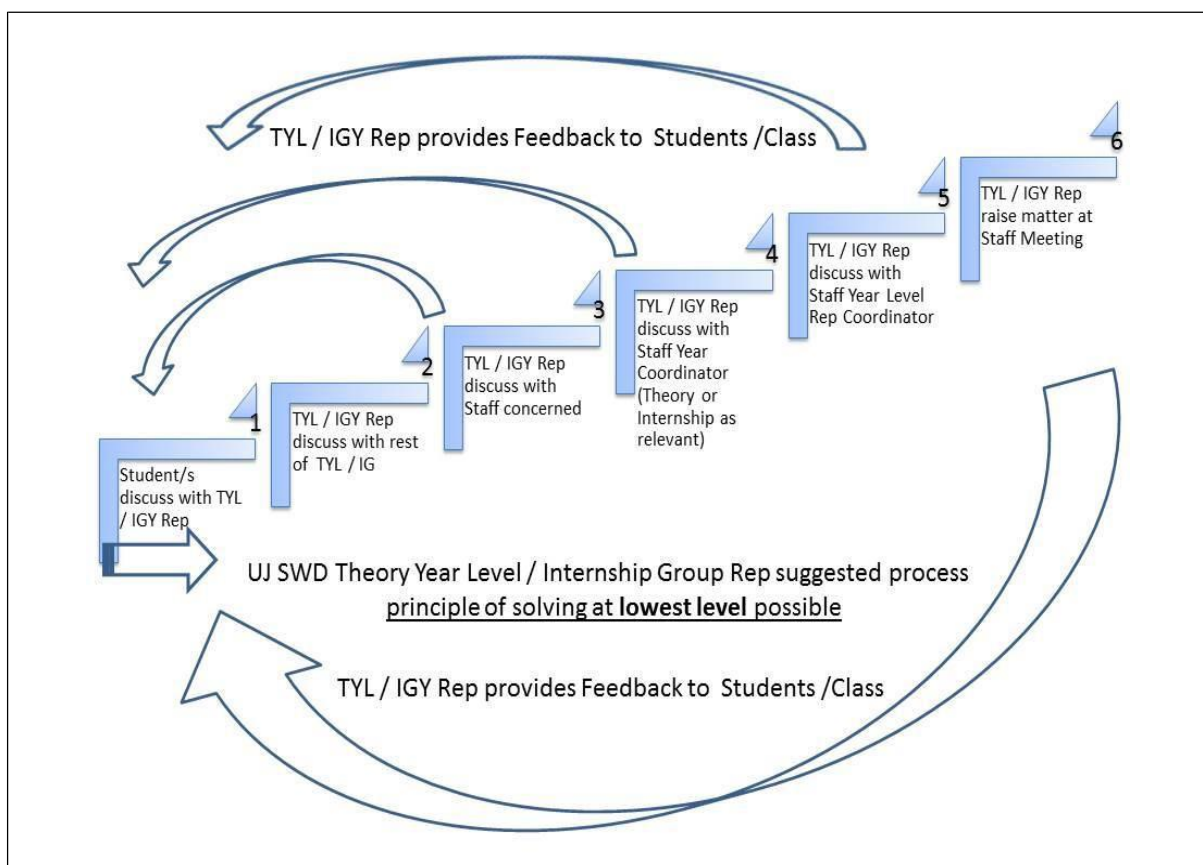 TYL / IGY Rep provides Feedback to Students /Class
1
Student/s
discuss with TYL
/ IGY Rep
2
TYL / IGY Rep
discuss with rest
of TYL / IG
3
TYL / IGY Rep
discuss with
Staff concerned
4
TYL / IGY Rep
discuss with
Staff Year
Coordinator
(Theory or
Internship as
relevant)
5
TYL / IGY Rep
discuss with
Staff Year Level
Rep Coordinator
6
TYL / IGY Rep
raise matter at
Staff Meeting
UJ SWD Theory Year Level / Internship Group Rep suggested process
principle of solving at lowest level possible
TYL / IGY Rep provides Feedback to Students /Class